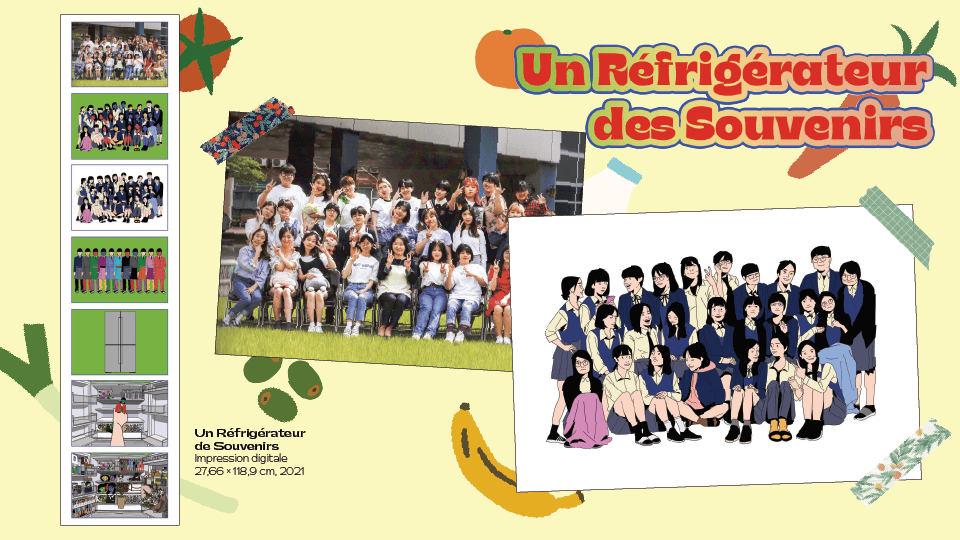 Un Réfrigérateur
des Souvenirs
Un Réfrigérateur
de Souvenirs
Impression digitale
27,66 × 118,9 cm, 2021